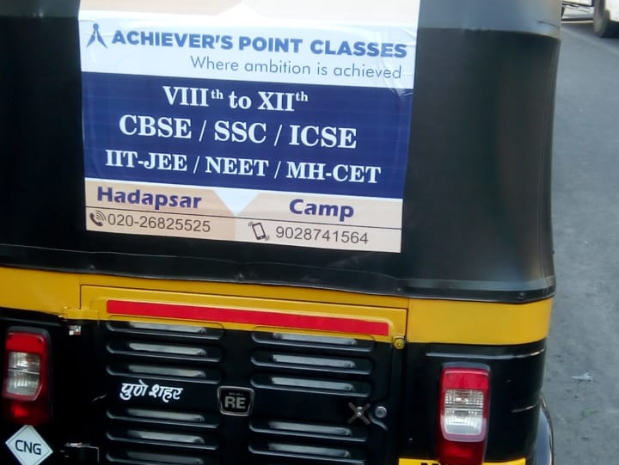 ACHIEVER'S POINT CLASSES
Where ambition is achieved
VIIIth to XIIth
CBSE / SSC / ICSE
IIT-JEE / NEET / MH-CET
Hadapsar Camp
020-26825525 9028741564
पुणे शहर
RE
CNG